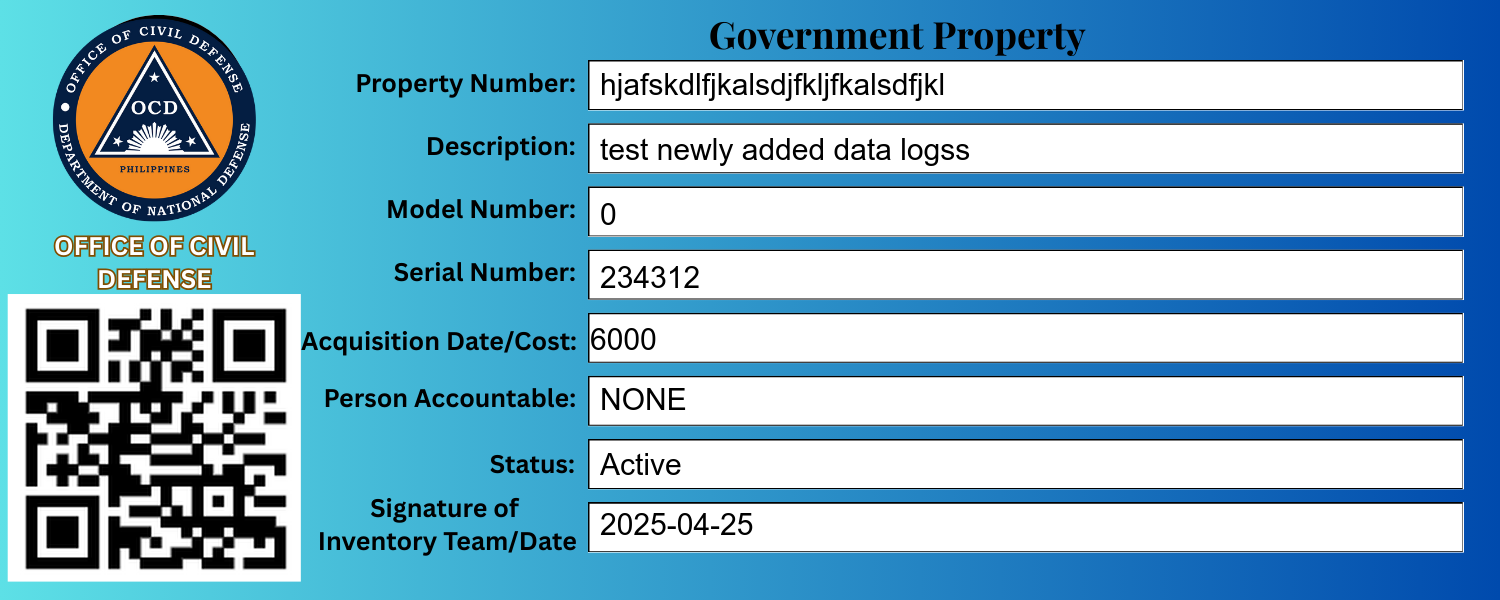 OFFICE OF CIVIL DEFENSE
DEPARTMENT OF NATIONAL DEFENSE
OCD
PHILIPPINES
OFFICE OF CIVIL
DEFENSE
Government Property
Property Number: hjafskdlfjkalsdjfkljfkalsdfjkl
Description: test newly added data logss
Model Number: 0
Serial Number: 234312
Acquisition Date/Cost: 6000
Person Accountable: NONE
Status: Active
Signature of
Inventory Team/Date 2025-04-25